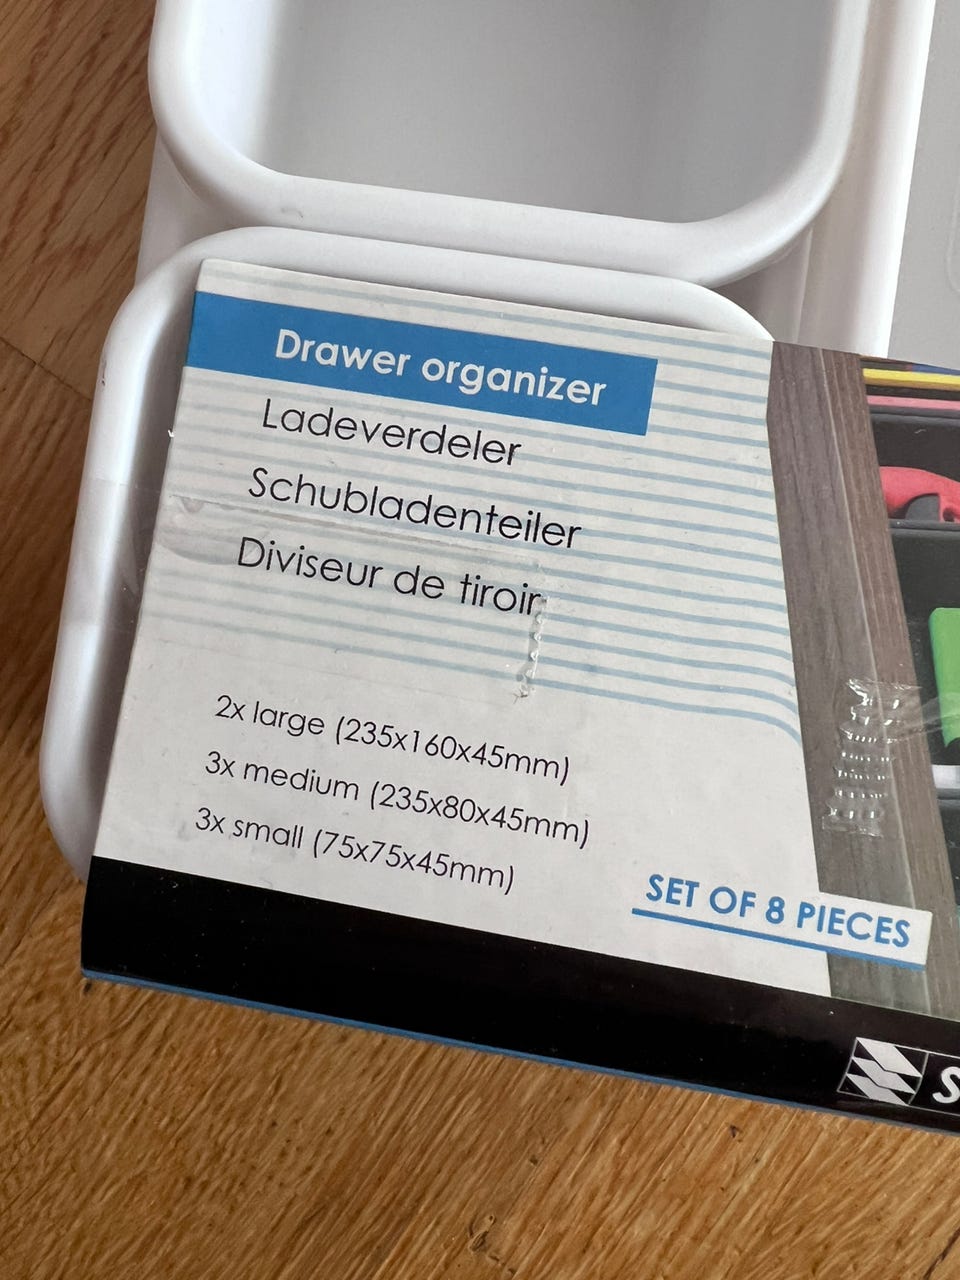 Drawer organizer
Ladeverdeler
Schubladenteiler
Diviseur de tiroir
2x large (235x160x45mm)
3x medium (235x80x45mm)
3x small (75x75x45mm)
SET OF 8 PIECES
S